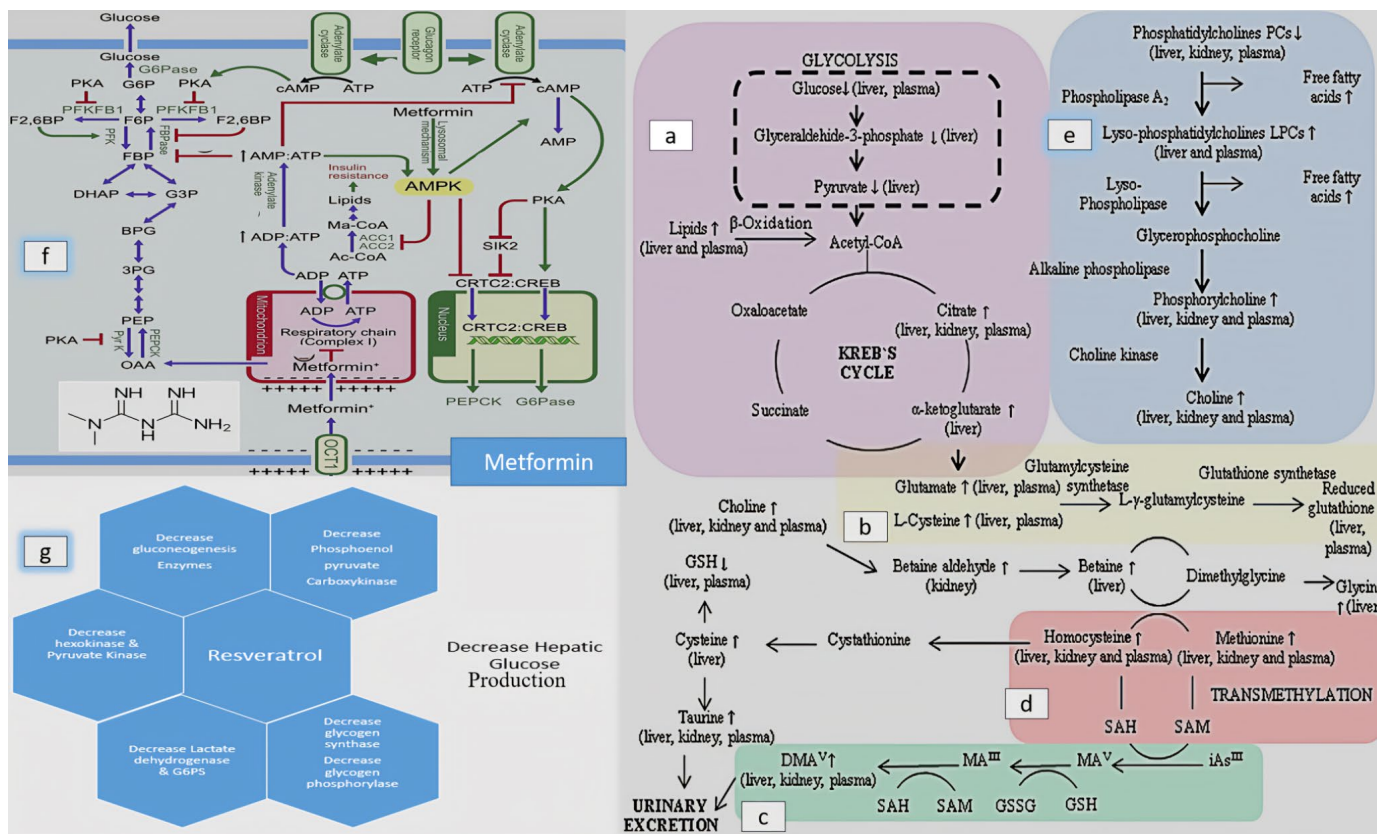 Glucose
Glucose
G6Pase
PKA
G6P
PKA
PFKFB1
PFKFB1
F2,6BP
F6P
F2,6BP
PFK
FBPase
FBP
DHAP
G3P
BPG
3PG
PEP
PKA
Pyr K
PEPCK
OAA
f
Adenylate
cyclase
Glucagon
receptor
Adenylate
cyclase
cAMP
ATP
ATP
cAMP
AMP
Metformin
Lysosomal
mechanism
↑ AMP:ATP
Insulin
resistance
AMPK
Lipids
Adenylate
kinase ~
Ma-CoA
ACC1
ACC2
Ac-CoA
↑ ADP:ATP
PKA
SIK2
CRTC2:CREB
ADP ATP
Mitochondrion
ADP ATP
Respiratory chain
(Complex I)
Metformin⁺
+++++
Nucleus
CRTC2:CREB
PEPCK
G6Pase
Metformin⁺
OCT1
+++++
+++++
NH NH
N
H
NH₂
N
Metformin
g
Decrease
gluconeogenesis
Enzymes
Decrease
Phosphoenol
pyruvate
Carboxykinase
Decrease
hexokinase &
Pyruvate Kinase
Resveratrol
Decrease Lactate
dehydrogenase
& G6PS
Decrease
glycogen
synthase
Decrease
glycogen
phosphorylase
Decrease Hepatic
Glucose
Production
a
GLYCOLYSIS
Glucose↓ (liver, plasma)
Glyceraldehide-3-phosphate ↓ (liver)
Pyruvate ↓ (liver)
Lipids ↑
(liver and plasma)
β-Oxidation
Acetyl-CoA
Oxaloacetate
Citrate ↑
(liver, kidney, plasma)
KREB`S
CYCLE
Succinate
α-ketoglutarate ↑
(liver)
e
Phosphatidylcholines PCs↓
(liver, kidney, plasma)
Phospholipase A₂
Free fatty
acids ↑
Lyso-phosphatidylcholines LPCs ↑
(liver and plasma)
Lyso-
Phospholipase
Free fatty
acids ↑
Glycerophosphocholine
Alkaline phospholipase
Phosphorylcholine ↑
(liver, kidney and plasma)
Choline kinase
Choline ↑
(liver, kidney and plasma)
b
Glutamate ↑ (liver, plasma)
L-Cysteine ↑ (liver, plasma)
Glutamylcysteine
synthetase
L-γ-glutamylcysteine
Glutathione synthetase
Reduced
glutathione
(liver,
plasma)
Choline ↑
(liver, kidney and plasma)
GSH ↓
(liver, plasma)
Betaine aldehyde ↑
(kidney)
Betaine ↑
(liver)
Dimethylglycine
Glycin
↑ (liver
Cysteine ↑
(liver)
Cystathionine
Homocysteine ↑
(liver, kidney and plasma)
Methionine ↑
(liver, kidney and plasma)
d
TRANSMETHYLATION
SAH
SAM
Taurine ↑
(liver, kidney, plasma)
URINARY
EXCRETION
DMAⱽ↑
(liver, kidney, plasma)
MAᴵᴵᴵ
MAⱽ
iAsᴵᴵᴵ
SAH
SAM
GSSG
GSH
c